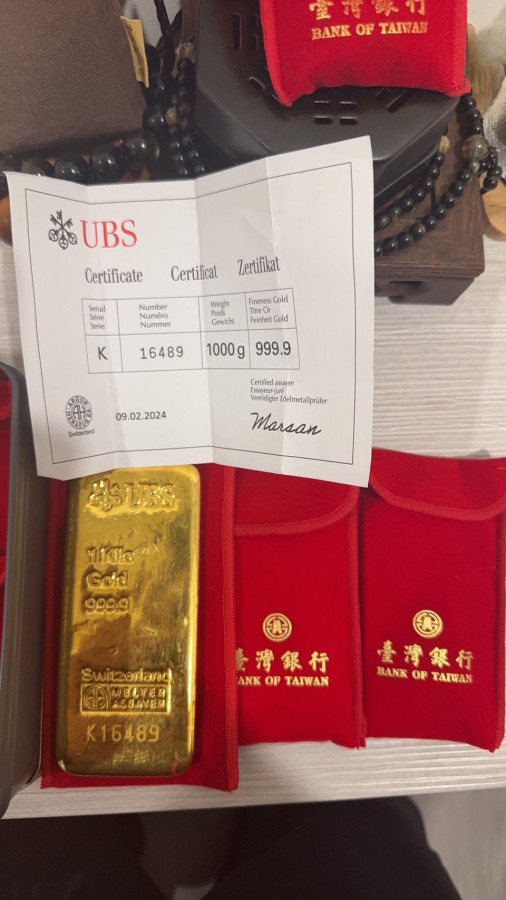 臺灣銀行
BANK OF TAIWAN
UBS
Certificate Certificat Zertifikat
Serial Number Weight Fineness Gold
Série Numéro Poids Titre Or
Serie Nummer Gewicht Feinheit Gold
K 16489 1000g 999.9
Certified assayer
Essayeur-juré
Vereidigter Edelmetallprüfer
09.02.2024
Marsan
Switzerland
UBS
1 Kilo
Gold
999.9
Switzerland
MELTER
ASSAYER
K16489
臺灣銀行
BANK OF TAIWAN
臺灣銀行
BANK OF TAIWAN